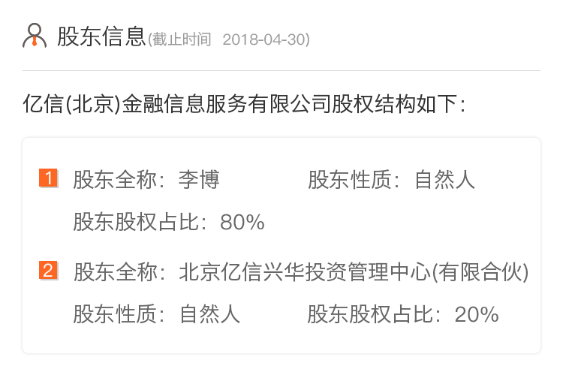 股东信息(截止时间 2018-04-30)
亿信(北京)金融信息服务有限公司股权结构如下：
1 股东全称：李博 股东性质：自然人
股东股权占比：80%
2 股东全称：北京亿信兴华投资管理中心(有限合伙)
股东性质：自然人 股东股权占比：20%